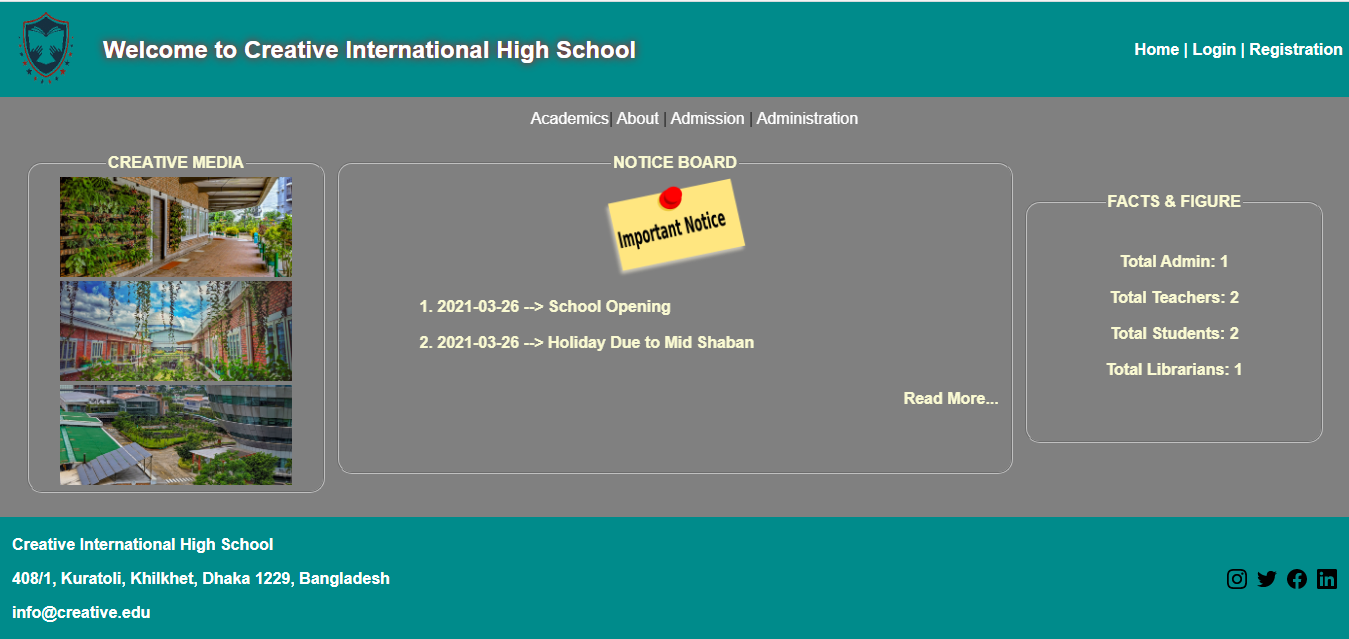 Welcome to Creative International High School
Home | Login | Registration
Academics| About | Admission | Administration
CREATIVE MEDIA
NOTICE BOARD
Important Notice
1. 2021-03-26 --> School Opening
2. 2021-03-26 --> Holiday Due to Mid Shaban
Read More...
FACTS & FIGURE
Total Admin: 1
Total Teachers: 2
Total Students: 2
Total Librarians: 1
Creative International High School
408/1, Kuratoli, Khilkhet, Dhaka 1229, Bangladesh
info@creative.edu